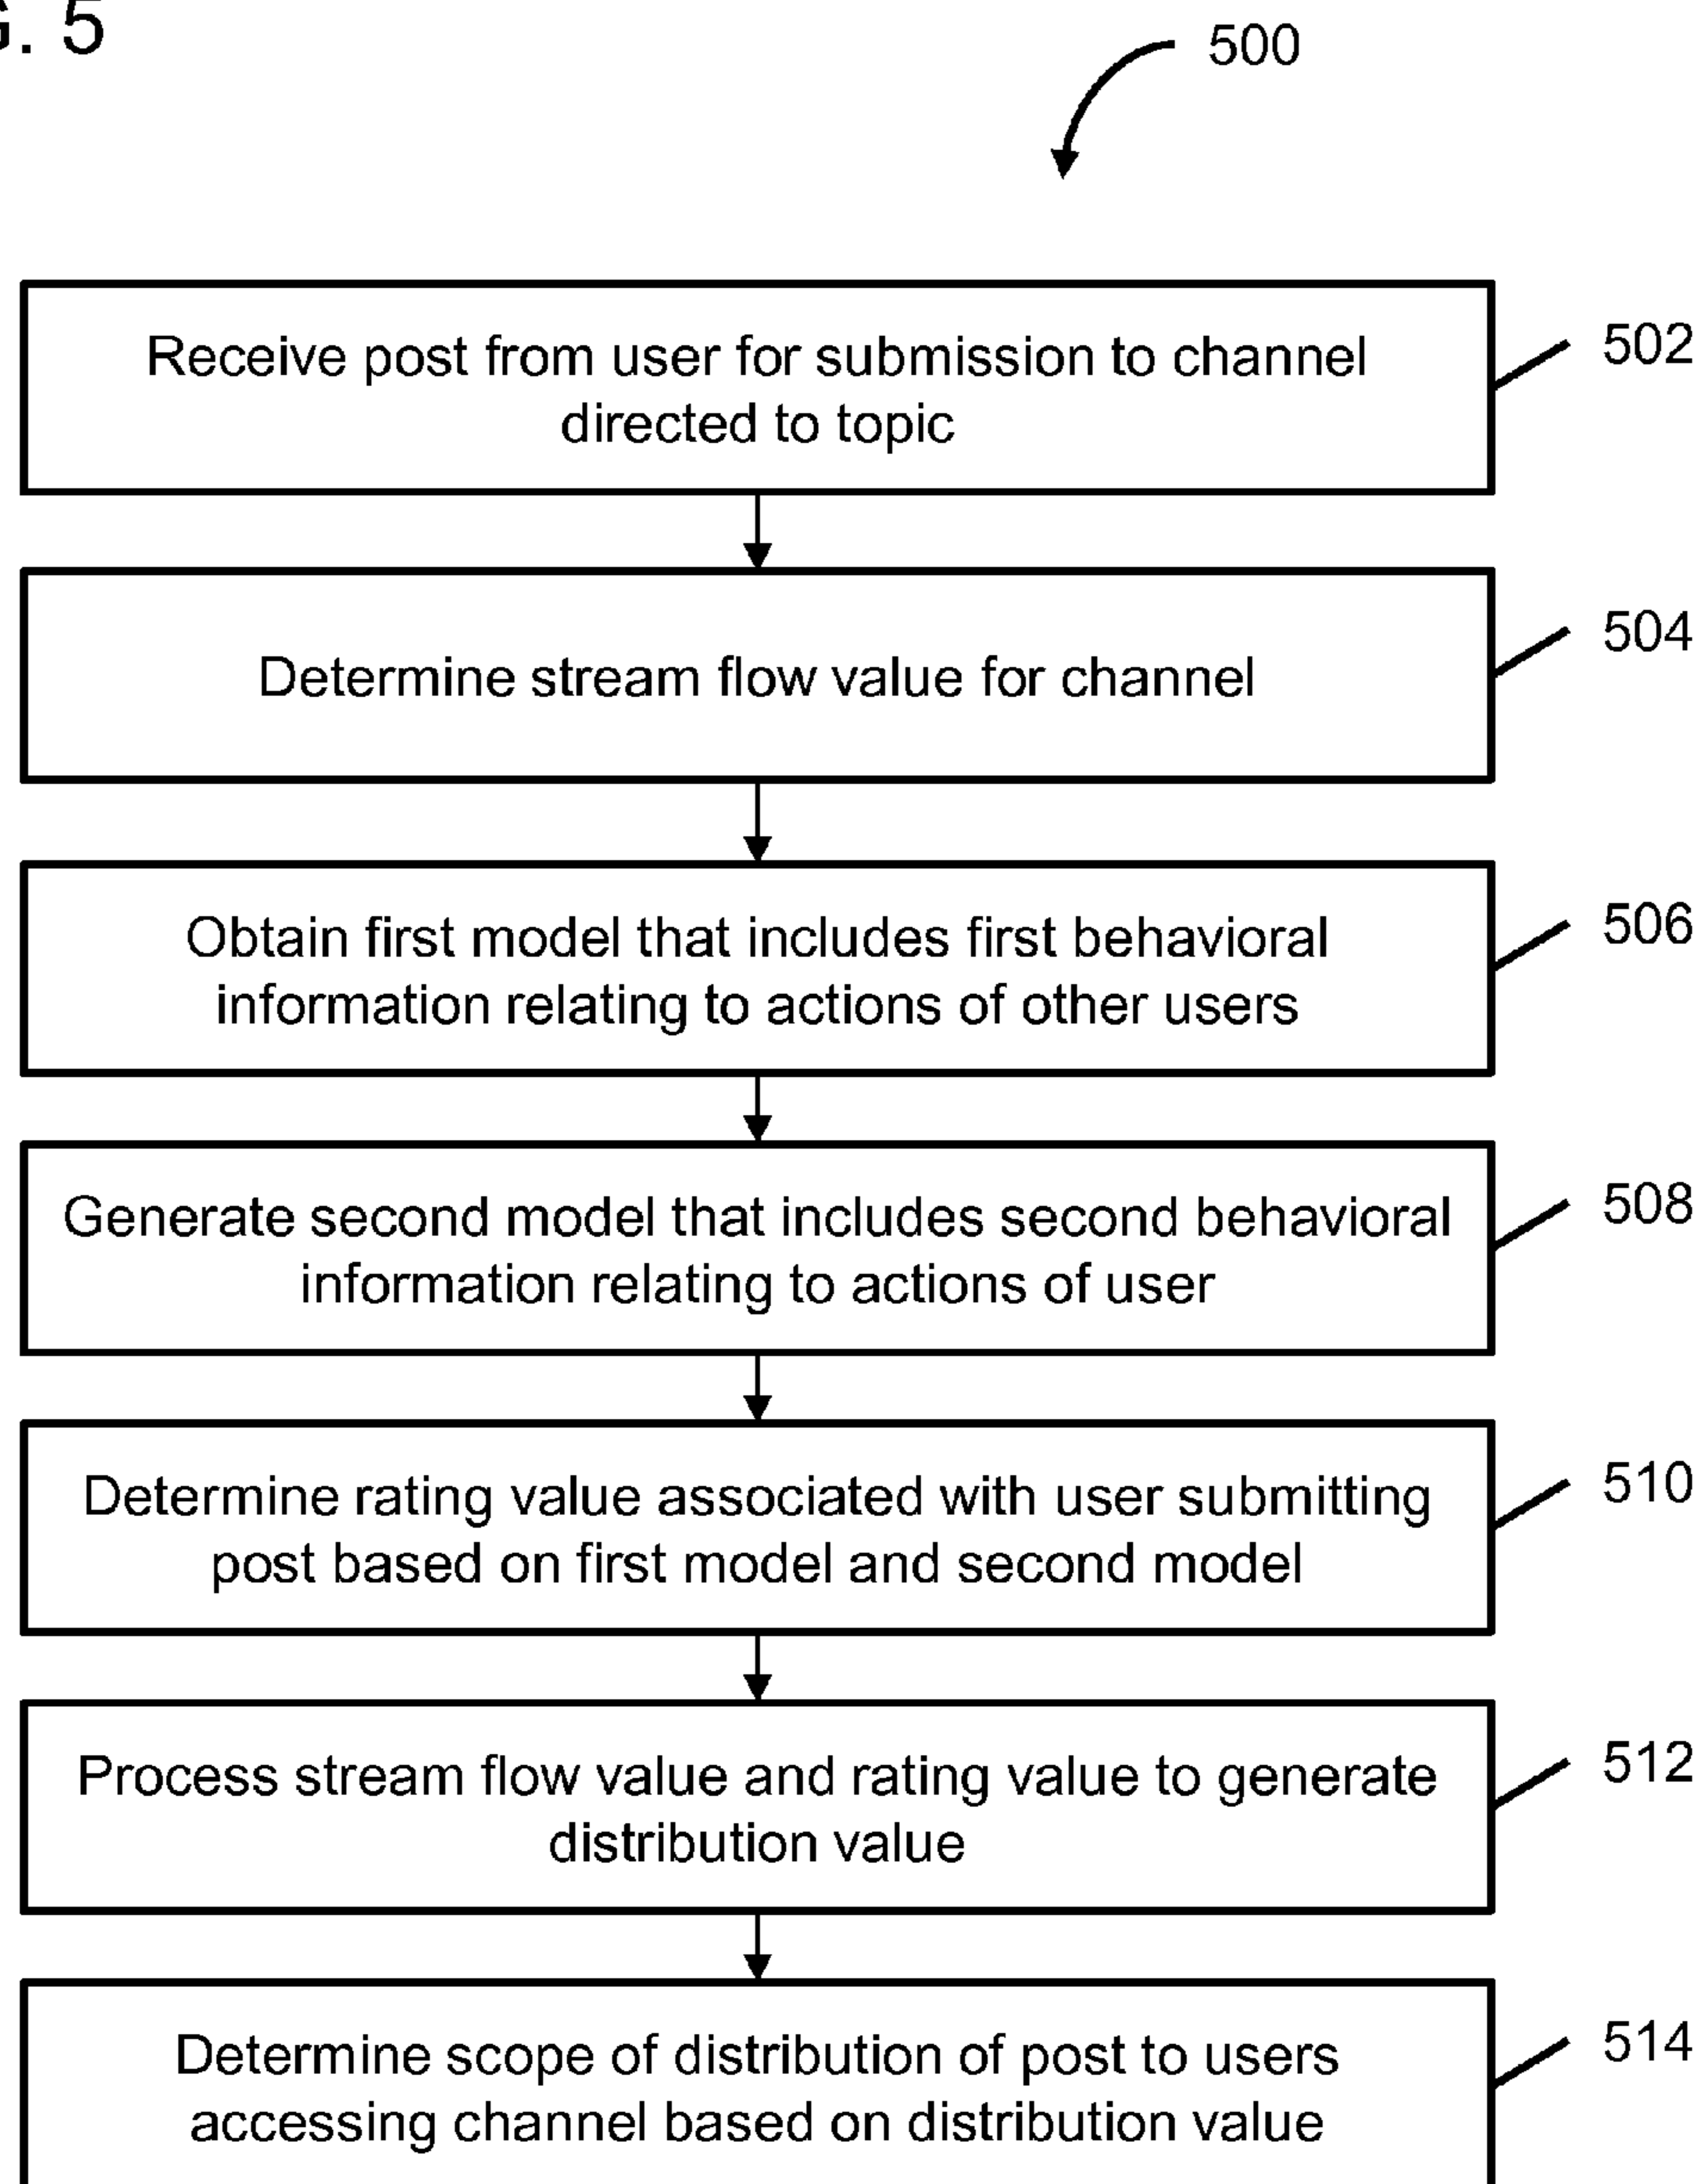 . 5
500
Receive post from user for submission to channel
directed to topic
502
Determine stream flow value for channel
504
Obtain first model that includes first behavioral
information relating to actions of other users
506
Generate second model that includes second behavioral
information relating to actions of user
508
Determine rating value associated with user submitting
post based on first model and second model
510
Process stream flow value and rating value to generate
distribution value
512
Determine scope of distribution of post to users
accessing channel based on distribution value
514